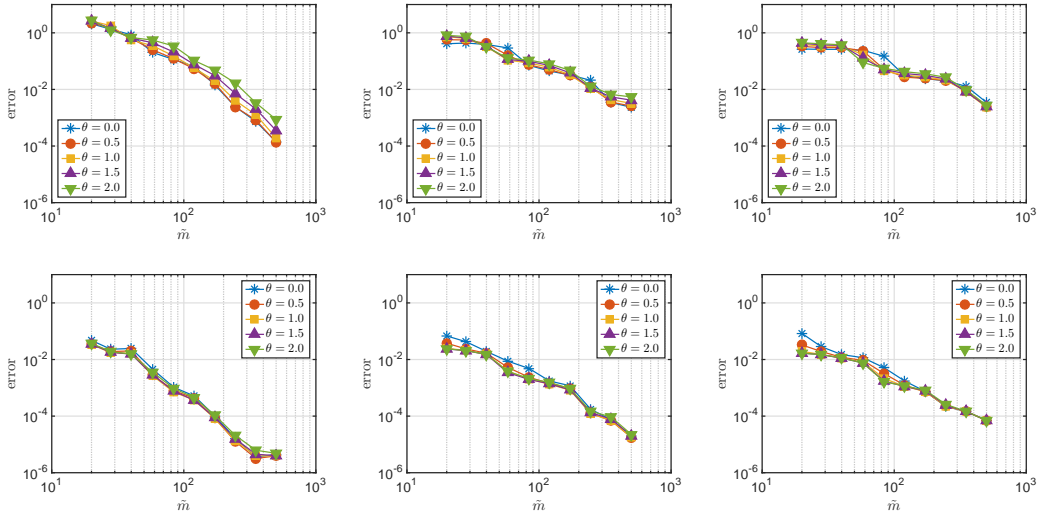 10^0
10^-2
10^-4
10^-6
error
θ = 0.0
θ = 0.5
θ = 1.0
θ = 1.5
θ = 2.0
10^1
10^2
10^3
m̃
10^0
10^-2
10^-4
10^-6
error
θ = 0.0
θ = 0.5
θ = 1.0
θ = 1.5
θ = 2.0
10^1
10^2
10^3
m̃
10^0
10^-2
10^-4
10^-6
error
θ = 0.0
θ = 0.5
θ = 1.0
θ = 1.5
θ = 2.0
10^1
10^2
10^3
m̃
10^0
10^-2
10^-4
10^-6
error
θ = 0.0
θ = 0.5
θ = 1.0
θ = 1.5
θ = 2.0
10^1
10^2
10^3
m̃
10^0
10^-2
10^-4
10^-6
error
θ = 0.0
θ = 0.5
θ = 1.0
θ = 1.5
θ = 2.0
10^1
10^2
10^3
m̃
10^0
10^-2
10^-4
10^-6
error
θ = 0.0
θ = 0.5
θ = 1.0
θ = 1.5
θ = 2.0
10^1
10^2
10^3
m̃